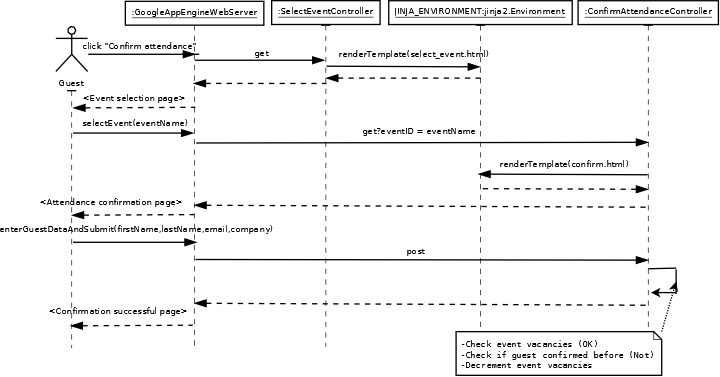 :GoogleAppEngineWebServer
:SelectEventController
JINJA_ENVIRONMENT:jinja2.Environment
:ConfirmAttendanceController
click "Confirm attendance"
get
renderTemplate(select_event.html)
Guest
<Event selection page>
selectEvent(eventName)
get?eventID = eventName
renderTemplate(confirm.html)
<Attendance confirmation page>
enterGuestDataAndSubmit(firstName,lastName,email,company)
post
<Confirmation successful page>
-Check event vacancies (OK)
-Check if guest confirmed before (Not)
-Decrement event vacancies